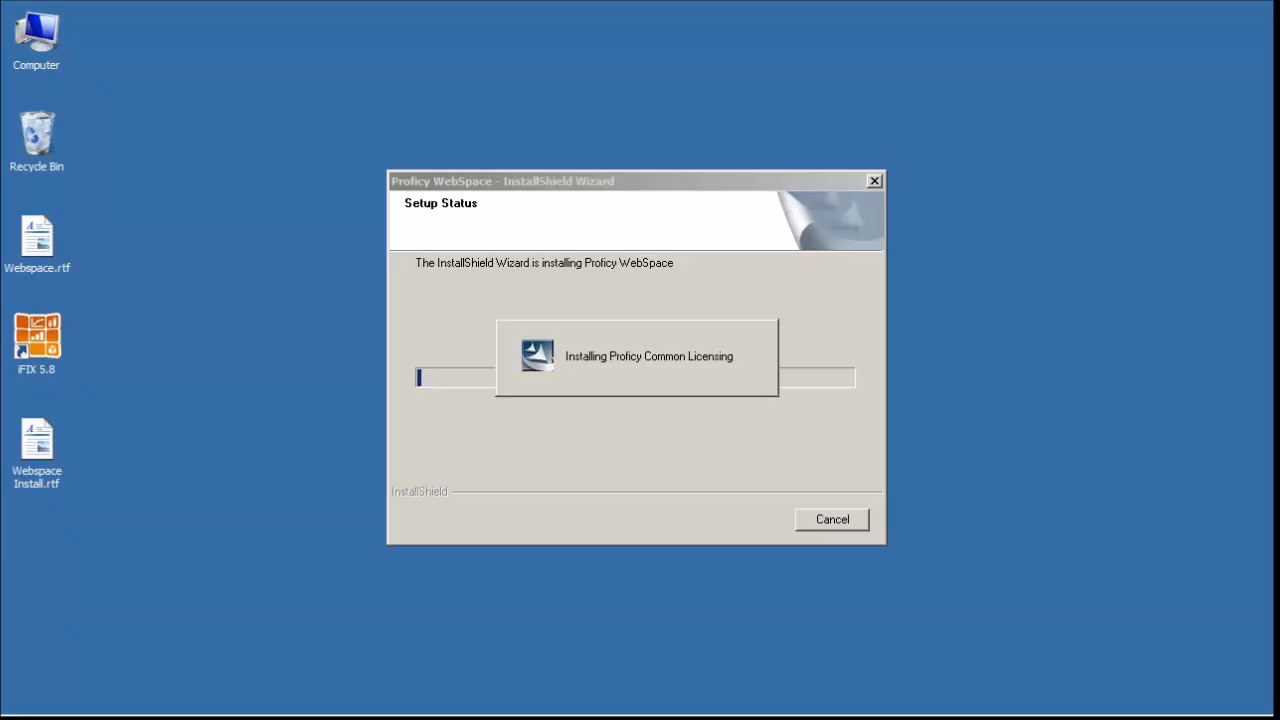 Computer
Recycle Bin
Webspace.rtf
iFIX 5.8
Webspace
Install.rtf
Proficy WebSpace - InstallShield Wizard
Setup Status
The InstallShield Wizard is installing Proficy WebSpace
Installing Proficy Common Licensing
InstallShield
Cancel